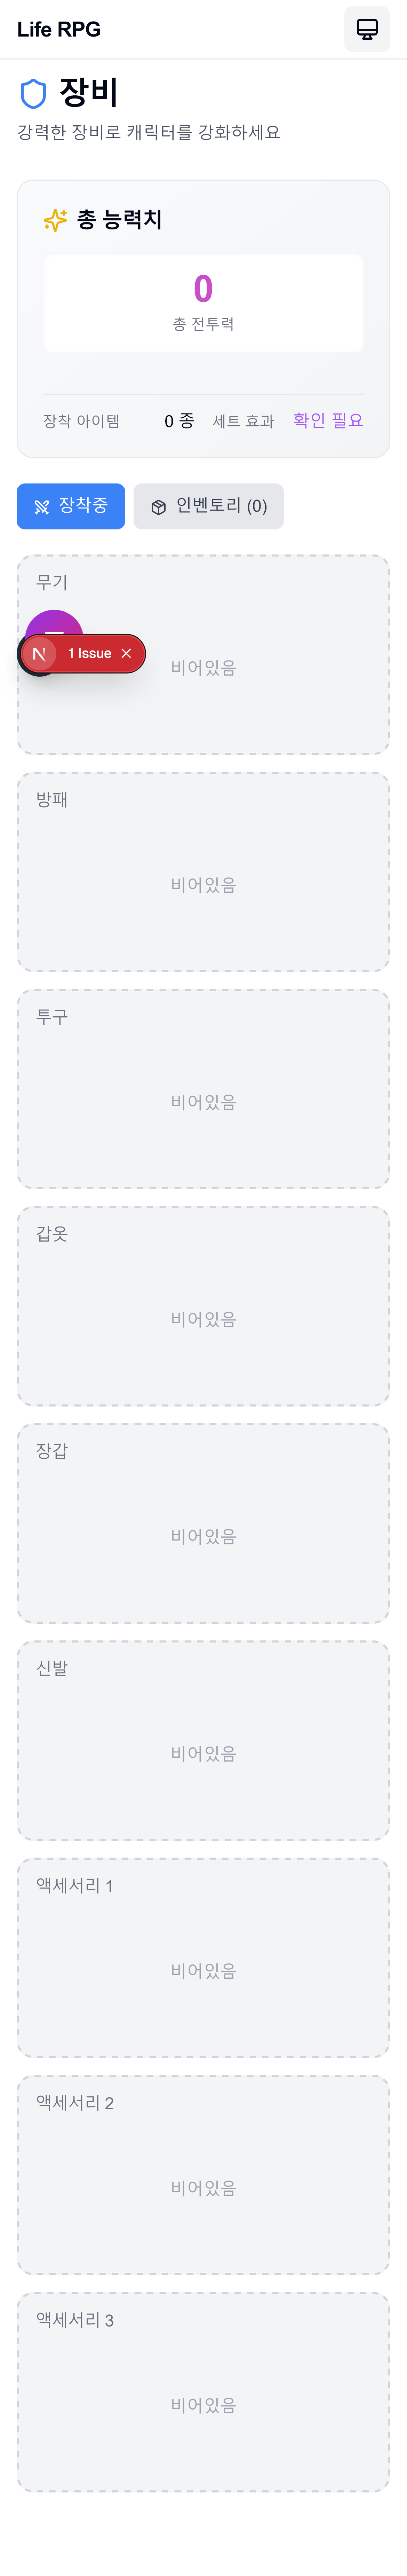 Life RPG
장비
강력한 장비로 캐릭터를 강화하세요
총 능력치
0
총 전투력
장착 아이템 0 종 세트 효과 확인 필요
장착중 인벤토리 (0)
무기
N 1 Issue
비어있음
방패
비어있음
투구
비어있음
갑옷
비어있음
장갑
비어있음
신발
비어있음
액세서리 1
비어있음
액세서리 2
비어있음
액세서리 3
비어있음